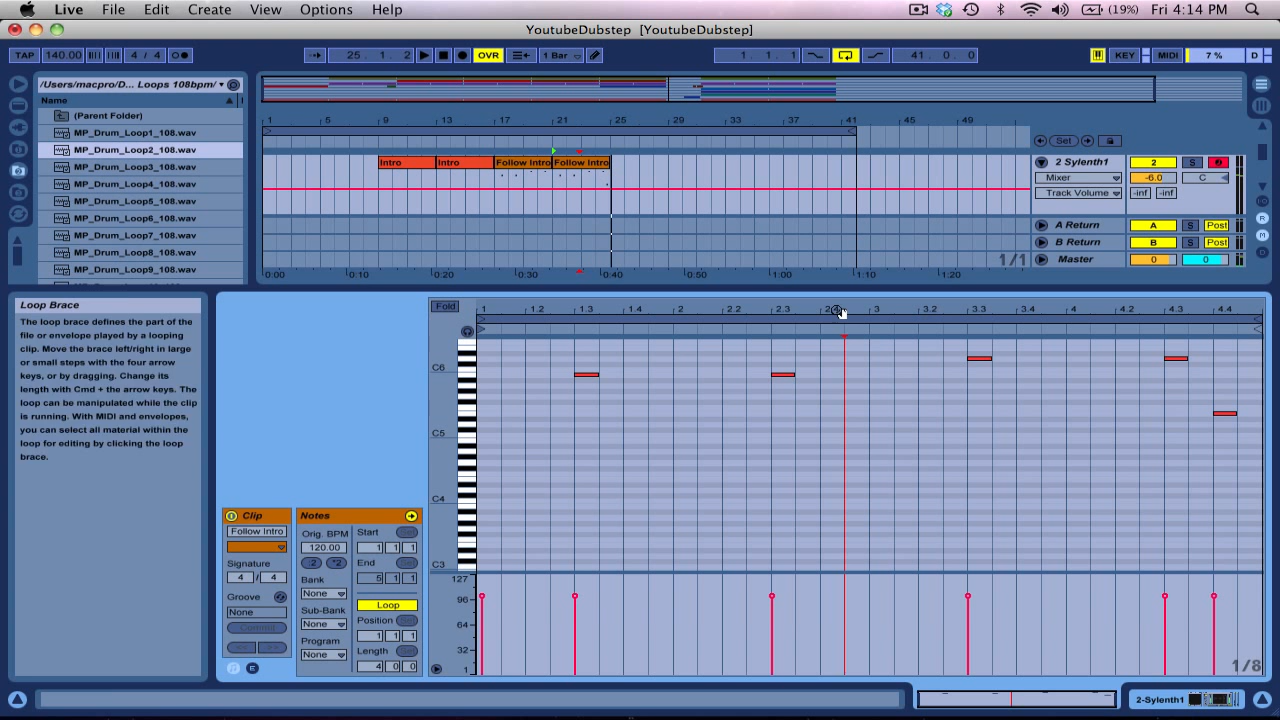 Live File Edit Create View Options Help (19%) Fri 4:14 PM
YoutubeDubstep [YoutubeDubstep]
TAP 140.00 4 / 4 25. 1. 2 OVR 1 Bar 1. 1. 1 41. 0. 0 KEY MIDI 7 % D
/Users/macpro/D... Loops 108bpm/
Name
(Parent Folder)
MP_Drum_Loop1_108.wav
MP_Drum_Loop2_108.wav
MP_Drum_Loop3_108.wav
MP_Drum_Loop4_108.wav
MP_Drum_Loop5_108.wav
MP_Drum_Loop6_108.wav
MP_Drum_Loop7_108.wav
MP_Drum_Loop8_108.wav
MP_Drum_Loop9_108.wav
1 5 9 13 17 21 25 29 33 37 45 49
Set
Intro Intro Follow Intro Follow Intro
2 Sylenth1 2 S
Mixer -6.0 C
Track Volume -inf -inf
A Return A S Post
B Return B S Post
1/1 Master 0 0
0:00 0:10 0:20 0:30 0:40 0:50 1:00 1:10 1:20
Loop Brace
The loop brace defines the part of the
file or envelope played by a looping
clip. Move the brace left/right in large
or small steps with the four arrow
keys, or by dragging. Change its
length with Cmd + the arrow keys. The
loop can be manipulated while the clip
is running. With MIDI and envelopes,
you can select all material within the
loop for editing by clicking the loop
brace.
Fold 1 1.2 1.3 1.4 2 2.2 2.3 3 3.2 3.3 3.4 4 4.2 4.3 4.4
C6
C5
C4
C3
127
96
64
32
1
1/8
Clip
Follow Intro
Signature
4 / 4
Groove
None
Commit
<< >>
E
Notes
Orig. BPM
120.00
:2 *2
Bank
None
Sub-Bank
None
Program
None
Start Set
1 1 1
End Set
5 1 1
Loop
Position Set
1 1 1
Length Set
4 0 0
2-Sylenth1